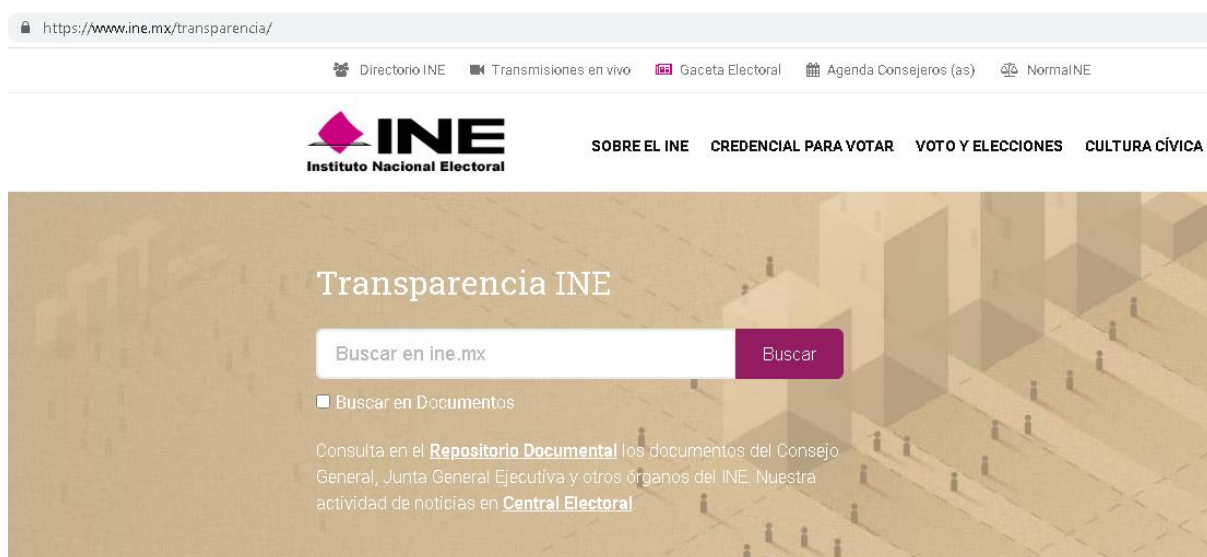 https://www.ine.mx/transparencia/
Directorio INE Transmisiones en vivo Gaceta Electoral Agenda Consejeros (as) NormaINE
INE
Instituto Nacional Electoral
SOBRE EL INE CREDENCIAL PARA VOTAR VOTO Y ELECCIONES CULTURA CÍVICA
Transparencia INE
Buscar en ine.mx Buscar
Buscar en Documentos
Consulta en el Repositorio Documental los documentos del Consejo
General, Junta General Ejecutiva y otros órganos del INE. Nuestra
actividad de noticias en Central Electoral.